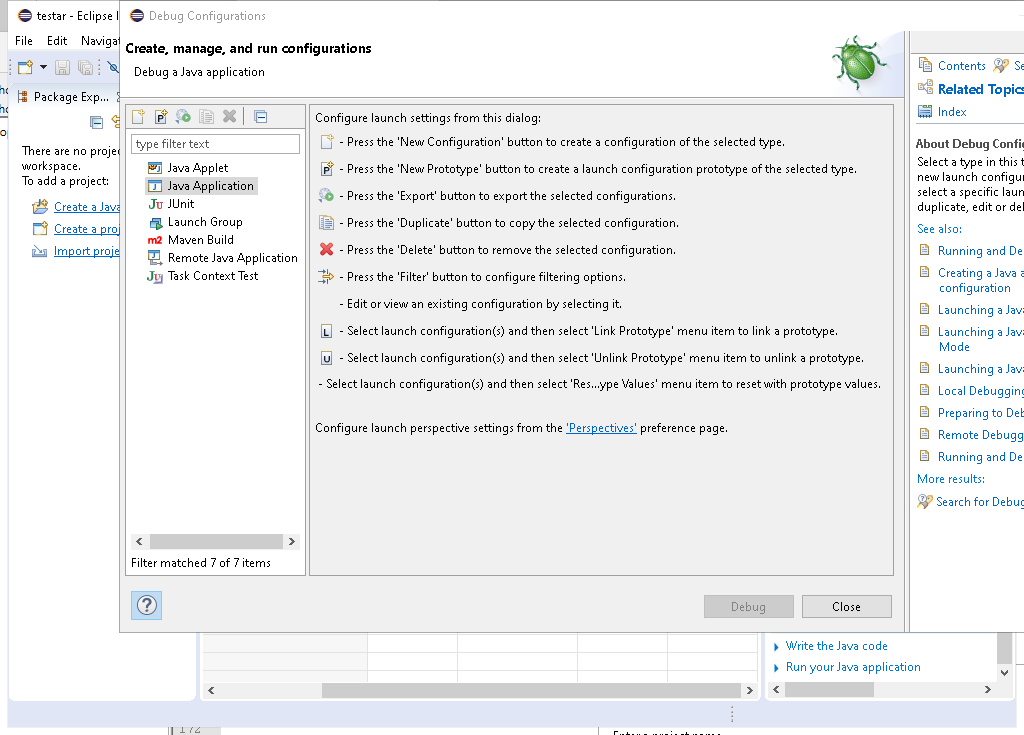 testar - Eclipse I
Debug Configurations
File Edit Naviga
Create, manage, and run configurations
Debug a Java application
Package Exp...
There are no projec
workspace.
To add a project:
Create a Java
Create a proj
Import proje
type filter text
Java Applet
Java Application
JUnit
Launch Group
Maven Build
Remote Java Application
Task Context Test
Filter matched 7 of 7 items
Configure launch settings from this dialog:
- Press the 'New Configuration' button to create a configuration of the selected type.
- Press the 'New Prototype' button to create a launch configuration prototype of the selected type.
- Press the 'Export' button to export the selected configurations.
- Press the 'Duplicate' button to copy the selected configuration.
- Press the 'Delete' button to remove the selected configuration.
- Press the 'Filter' button to configure filtering options.
- Edit or view an existing configuration by selecting it.
- Select launch configuration(s) and then select 'Link Prototype' menu item to link a prototype.
- Select launch configuration(s) and then select 'Unlink Prototype' menu item to unlink a prototype.
- Select launch configuration(s) and then select 'Res...ype Values' menu item to reset with prototype values.
Configure launch perspective settings from the 'Perspectives' preference page.
Debug Close
Contents Se
Related Topics
Index
About Debug Config
Select a type in this t
new launch configur
select a specific laun
duplicate, edit or del
See also:
Running and De
Creating a Java a
configuration
Launching a Java
Launching a Java
Mode
Launching a Java
Local Debugging
Preparing to Deb
Remote Debugg
Running and De
More results:
Search for Debug
Write the Java code
Run your Java application